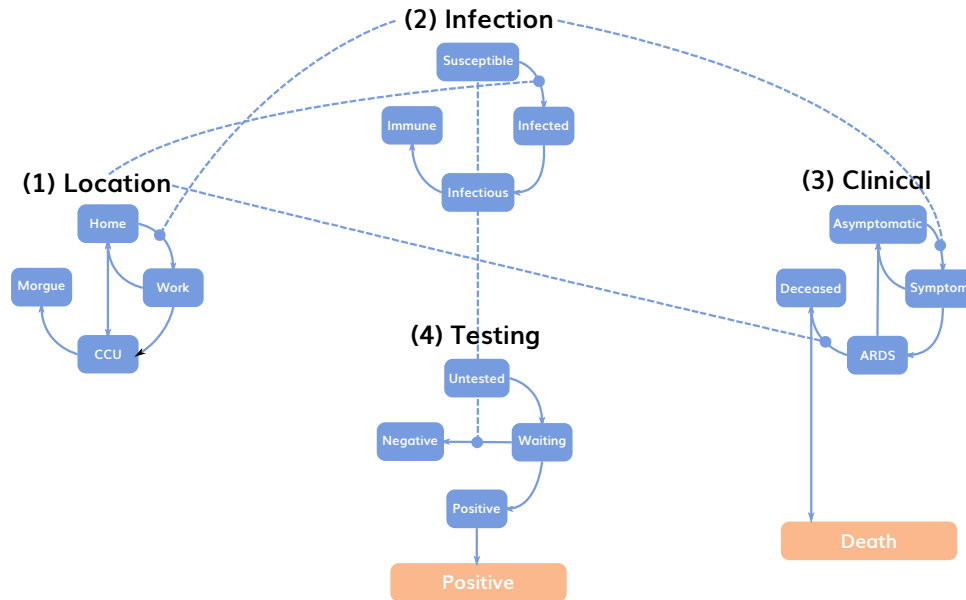 (2) Infection
Susceptible
Immune
Infected
Infectious
(1) Location
Home
Morgue
Work
CCU
(3) Clinical
Asymptomatic
Deceased
Symptom
ARDS
(4) Testing
Untested
Negative
Waiting
Positive
Positive
Death